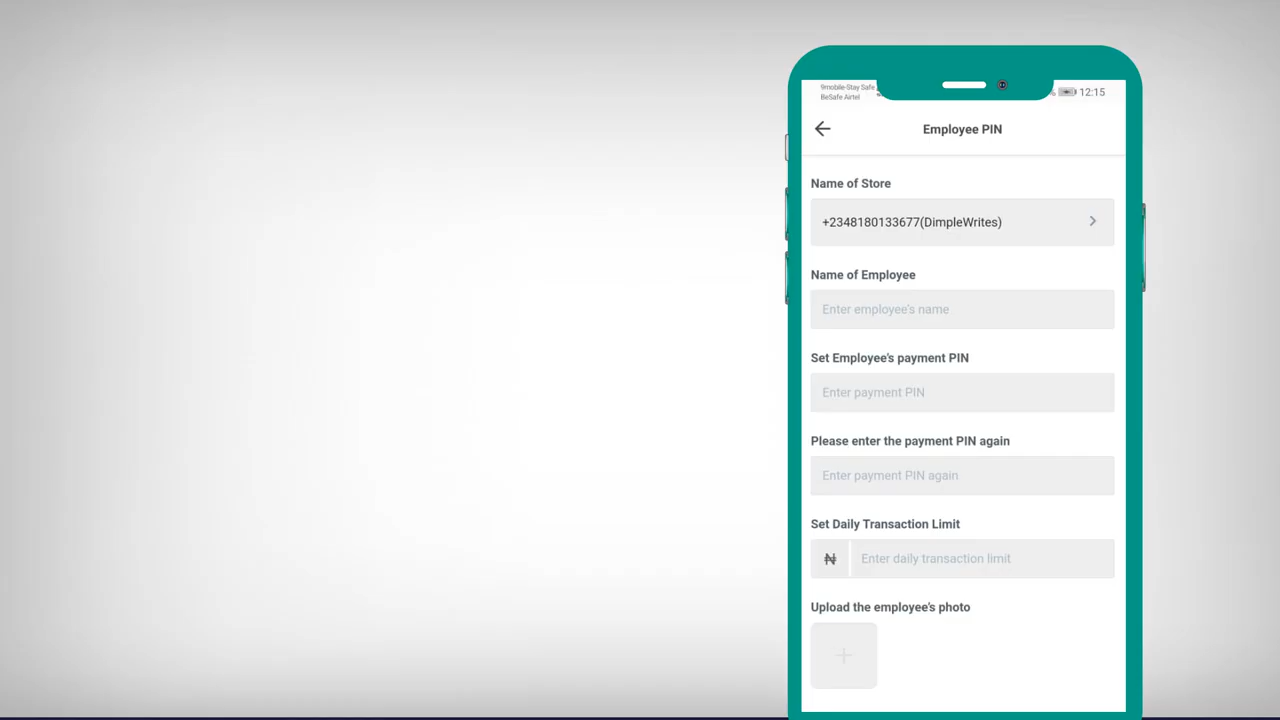 9mobile-Stay Safe
BeSafe Airtel
12:15
Employee PIN
Name of Store
+2348180133677(DimpleWrites)
Name of Employee
Enter employee's name
Set Employee's payment PIN
Enter payment PIN
Please enter the payment PIN again
Enter payment PIN again
Set Daily Transaction Limit
₦ Enter daily transaction limit
Upload the employee's photo